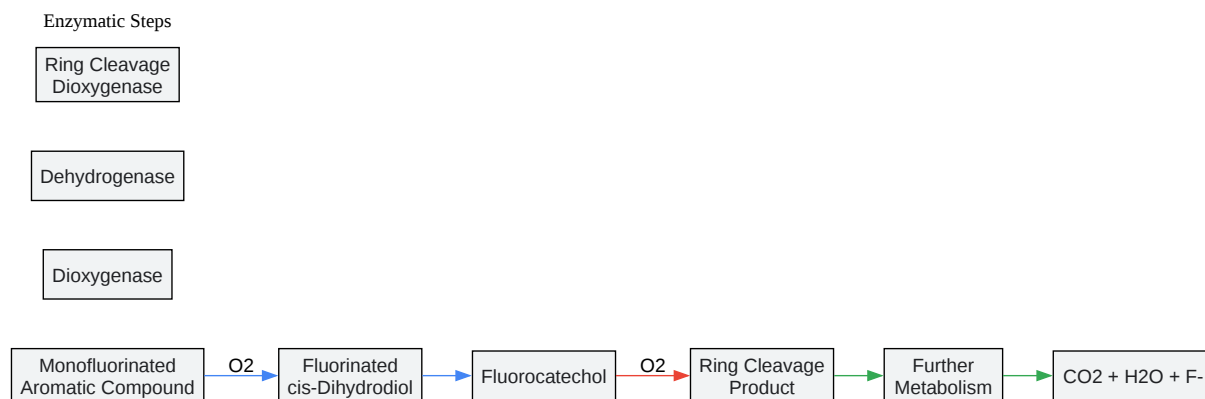 Enzymatic Steps
Ring Cleavage
Dioxygenase
Dehydrogenase
Dioxygenase
Monofluorinated
Aromatic Compound
O2
Fluorinated
cis-Dihydrodiol
Fluorocatechol
O2
Ring Cleavage
Product
Further
Metabolism
CO2 + H2O + F-